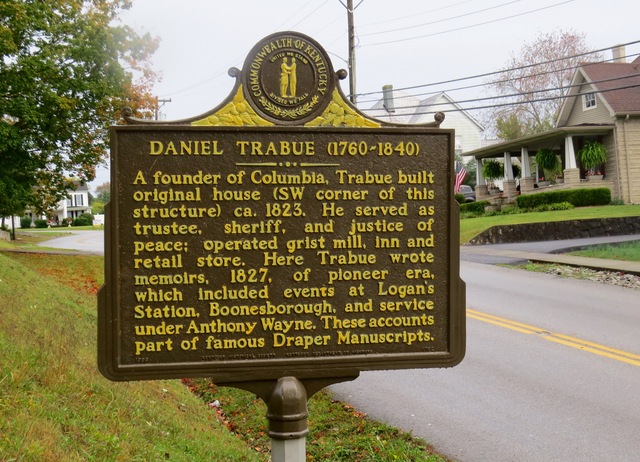 COMMONWEALTH OF KENTUCKY
UNITED WE STAND
DIVIDED WE FALL
DANIEL TRABUE (1760-1840)
A founder of Columbia, Trabue built
original house (SW corner of this
structure) ca. 1823. He served as
trustee, sheriff, and justice of
peace; operated grist mill, inn and
retail store. Here Trabue wrote
memoirs, 1827, of pioneer era,
which included events at Logan's
Station, Boonesborough, and service
under Anthony Wayne. These accounts
part of famous Draper Manuscripts.